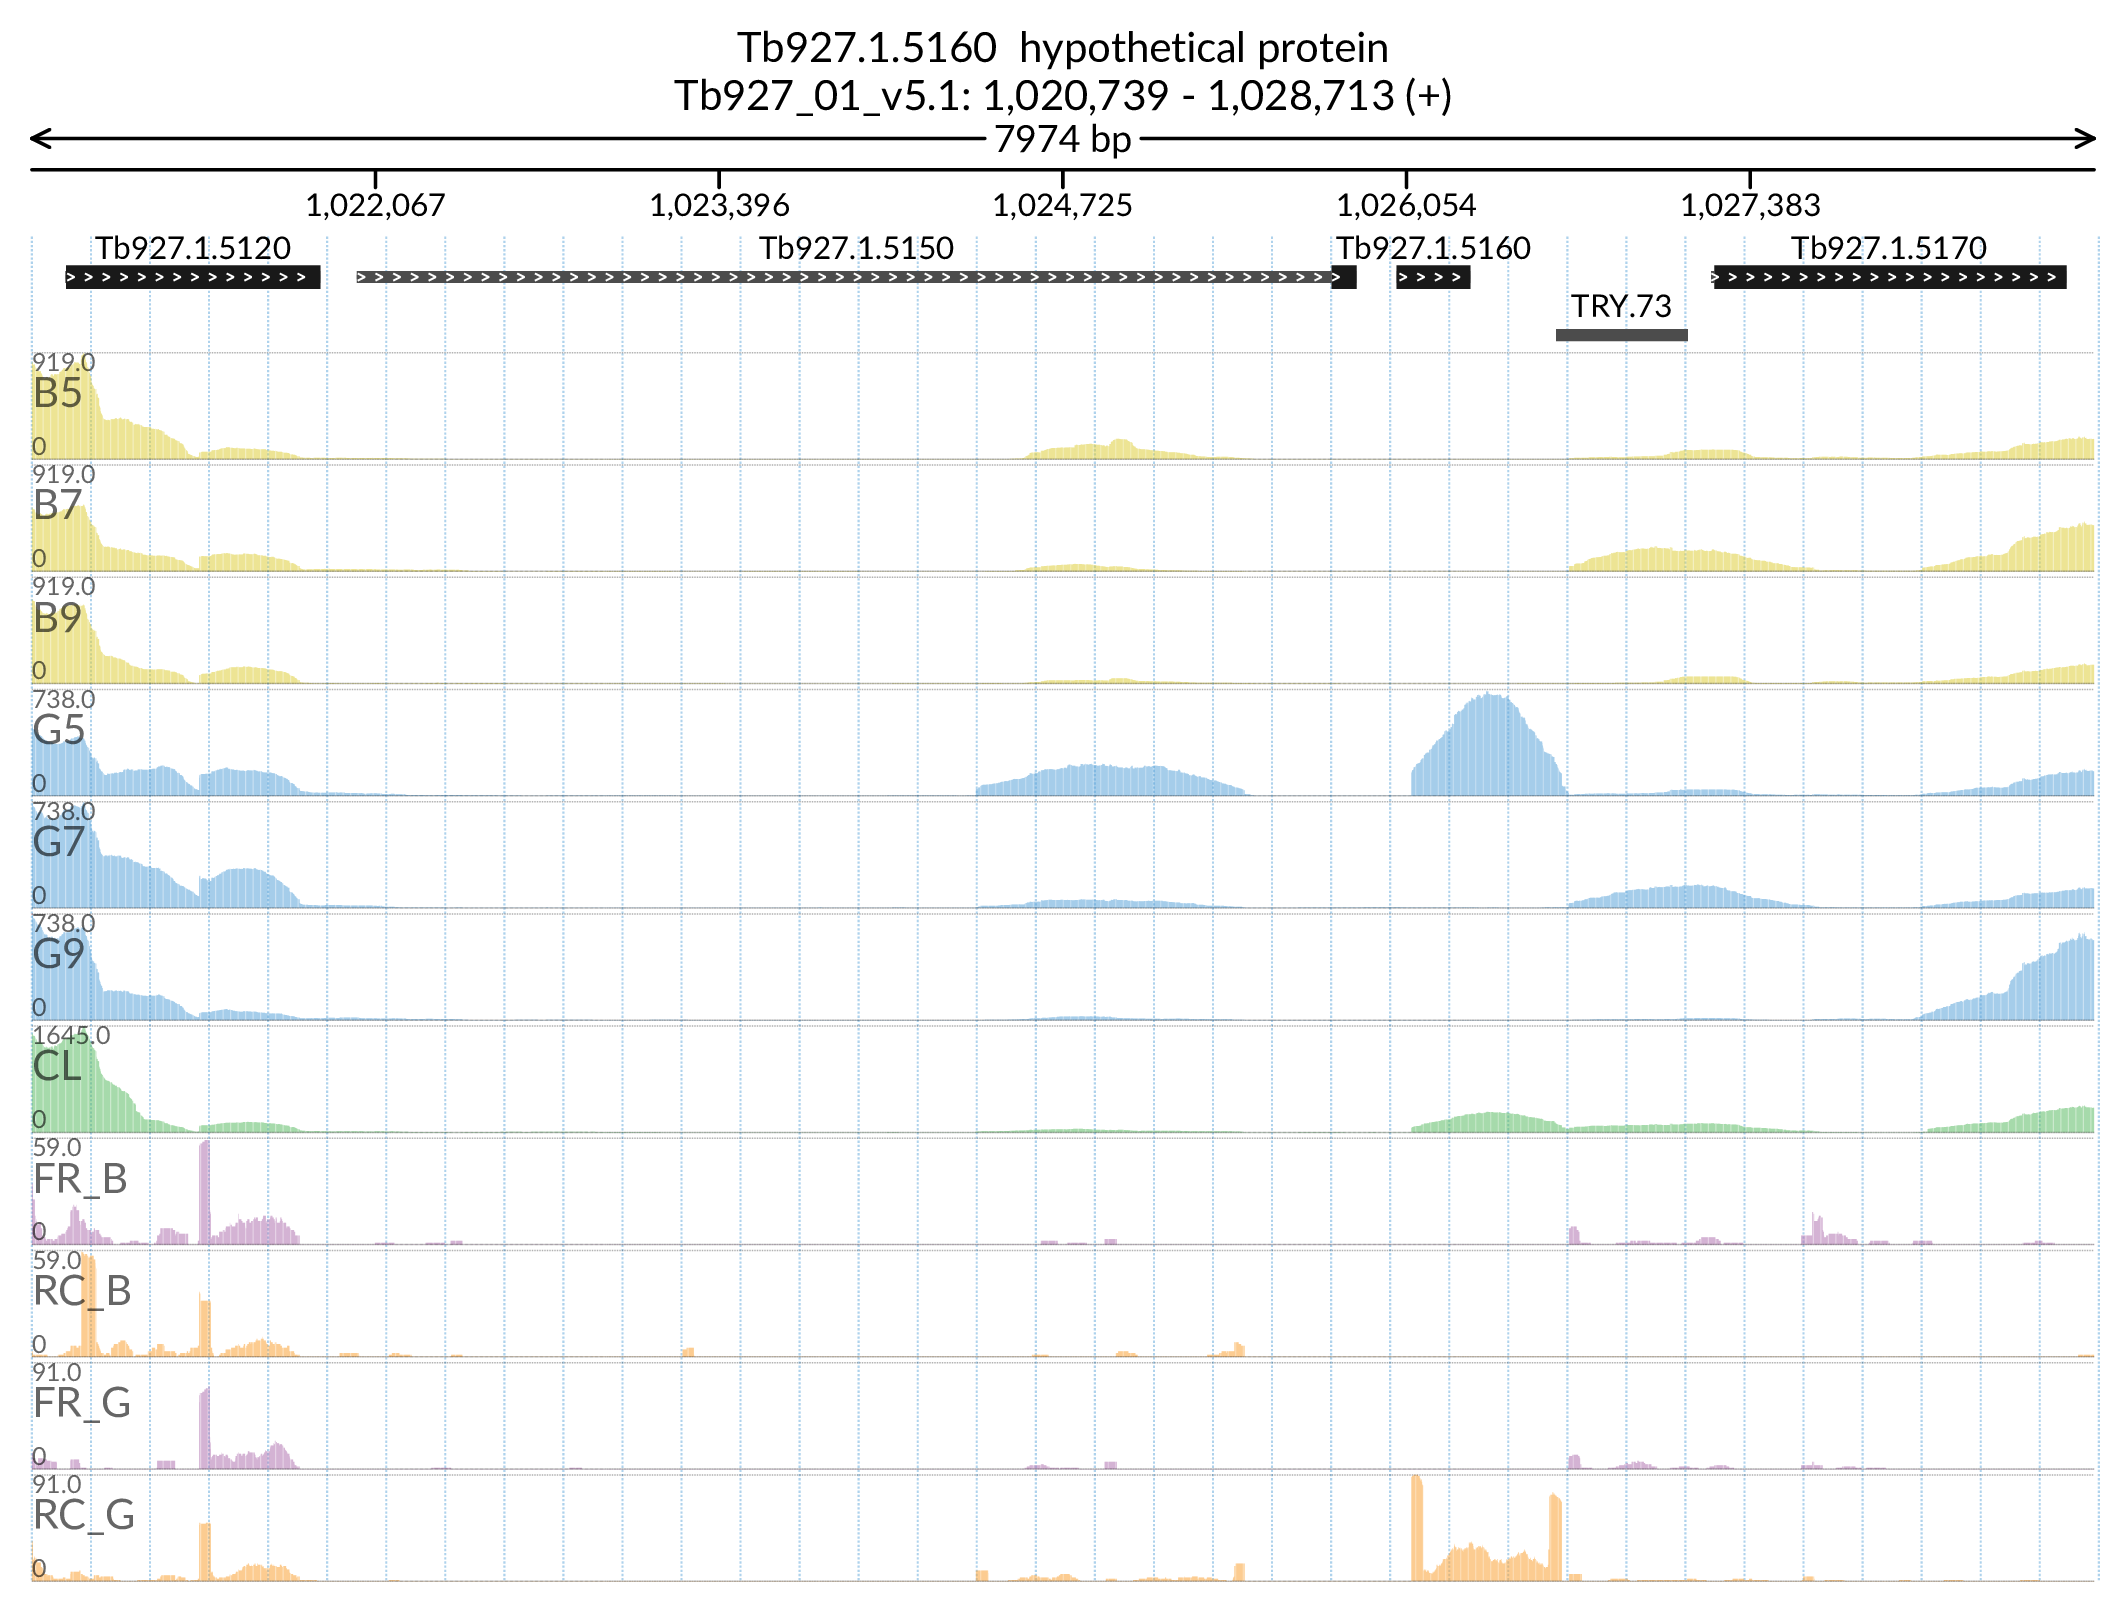 Tb927.1.5160 hypothetical protein
Tb927_01_v5.1: 1,020,739 - 1,028,713 (+)
7974 bp
1,022,067 1,023,396 1,024,725 1,026,054 1,027,383
Tb927.1.5120 Tb927.1.5150 Tb927.1.5160 Tb927.1.5170
TRY.73
919.0
B5
0
919.0
B7
0
919.0
B9
0
738.0
G5
0
738.0
G7
0
738.0
G9
0
1645.0
CL
0
59.0
FR_B
0
59.0
RC_B
0
91.0
FR_G
0
91.0
RC_G
0